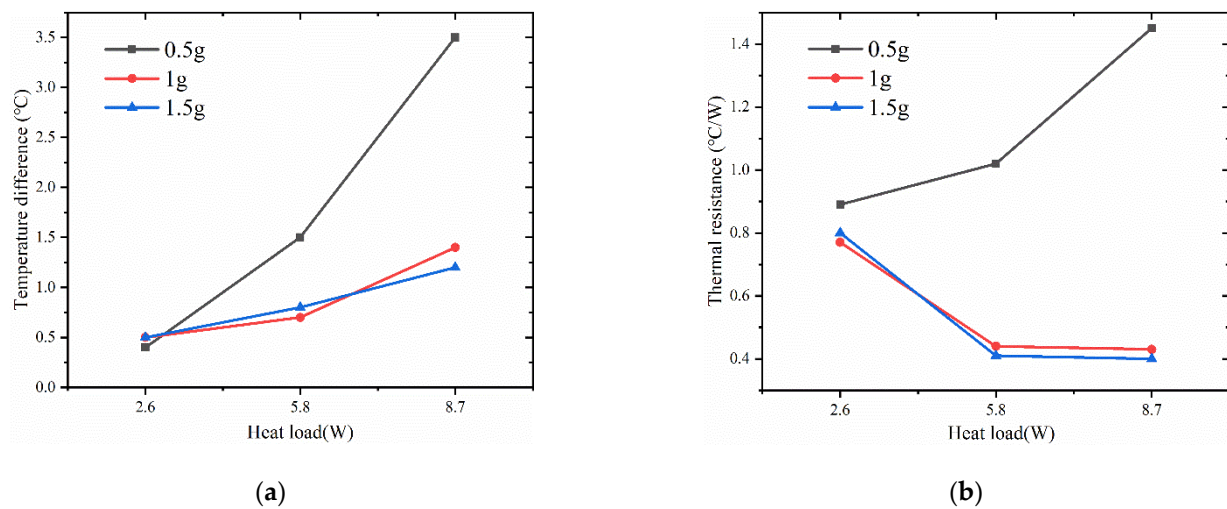 3.5
3.0
2.5
2.0
1.5
1.0
0.5
0.0
Temperature difference (℃)
0.5g
1g
1.5g
2.6
5.8
8.7
Heat load(W)
(a)
1.4
1.2
1.0
0.8
0.6
0.4
Thermal resistance (℃/W)
0.5g
1g
1.5g
2.6
5.8
8.7
Heat load(W)
(b)